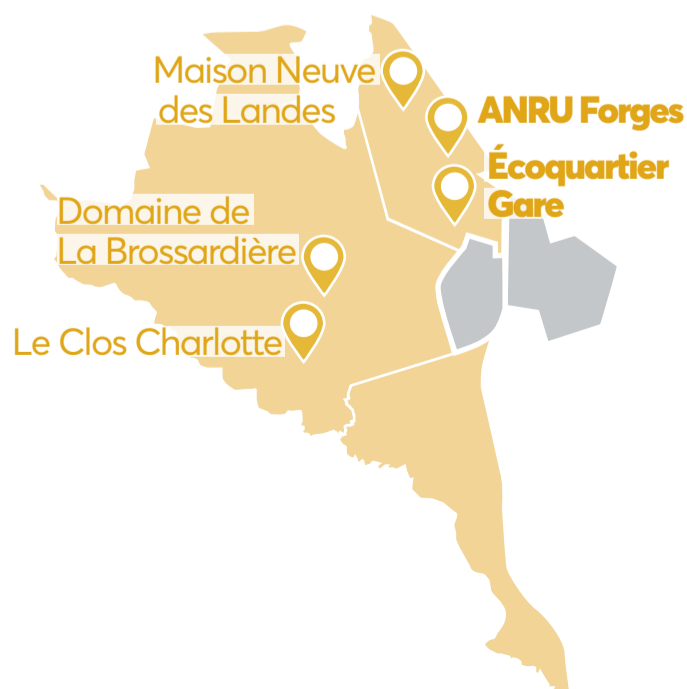 Maison Neuve
des Landes
ANRU Forges
Écoquartier
Gare
Domaine de
La Brossardière
Le Clos Charlotte